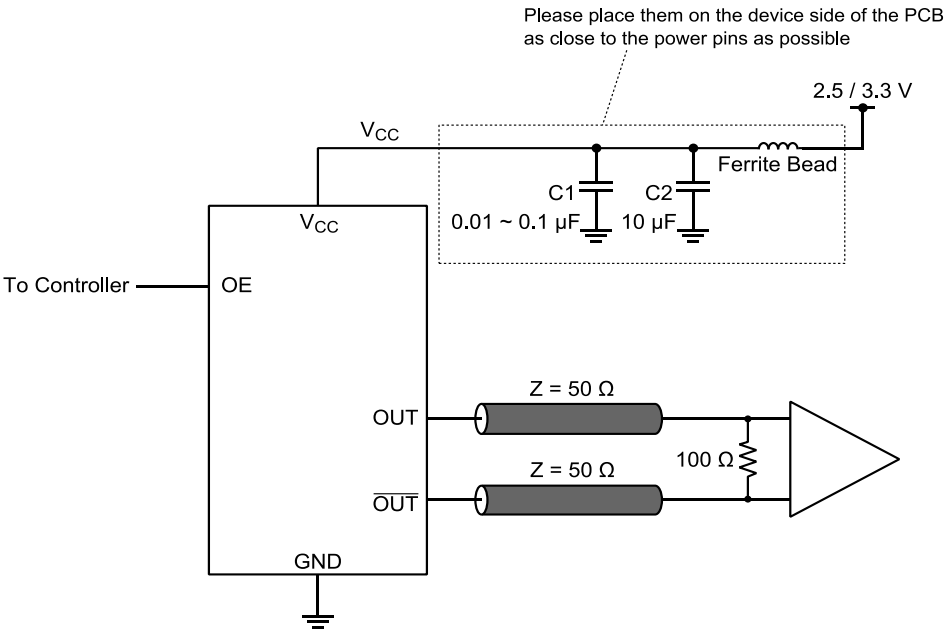 Please place them on the device side of the PCB
as close to the power pins as possible
2.5 / 3.3 V
VCC
Ferrite Bead
C1
C2
0.01 ~ 0.1 µF
10 µF
VCC
To Controller
OE
Z = 50 Ω
OUT
100 Ω
Z = 50 Ω
OUT
GND